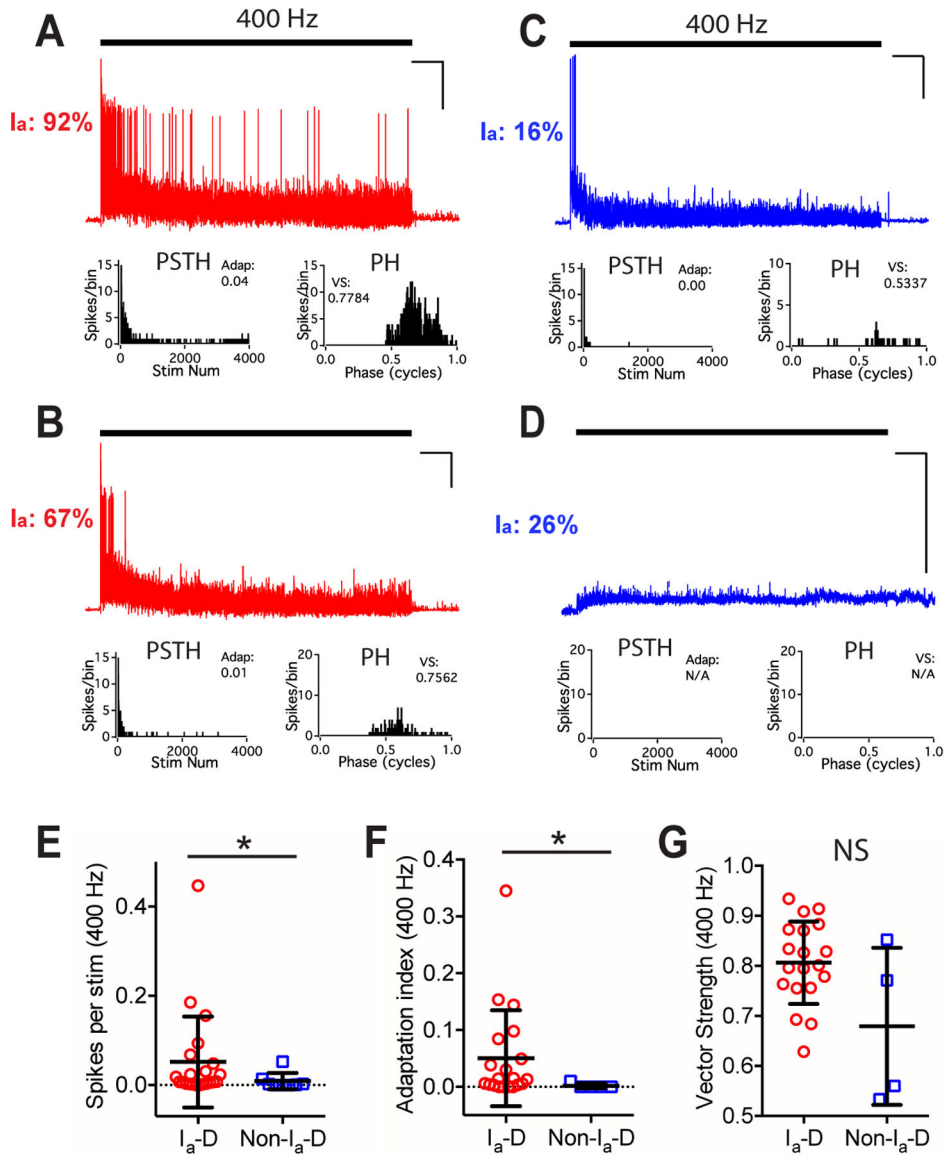 A
400 Hz
Ia: 92%
PSTH
Adap:
0.04
Spikes/bin
15
10
5
0
0
2000
4000
Stim Num
PH
VS:
0.7784
Spikes/bin
15
10
5
0
0.0
0.5
1.0
Phase (cycles)
C
400 Hz
Ia: 16%
PSTH
Adap:
0.00
Spikes/bin
15
10
5
0
0
2000
4000
Stim Num
PH
VS:
0.5337
Spikes/bin
10
5
0
0.0
0.5
1.0
Phase (cycles)
B
Ia: 67%
PSTH
Adap:
0.01
Spikes/bin
15
10
5
0
0
2000
4000
Stim Num
PH
VS:
0.7562
Spikes/bin
20
10
0
0.0
0.5
1.0
Phase (cycles)
D
Ia: 26%
PSTH
Adap:
N/A
Spikes/bin
20
10
0
0
2000
4000
Stim Num
PH
VS:
N/A
Spikes/bin
20
10
0
0.0
0.5
1.0
Phase (cycles)
E
*
Spikes per stim (400 Hz)
0.4
0.2
0.0
Ia-D
Non-Ia-D
F
*
Adaptation index (400 Hz)
0.4
0.3
0.2
0.1
0.0
Ia-D
Non-Ia-D
G
NS
Vector Strength (400 Hz)
1.0
0.9
0.8
0.7
0.6
0.5
Ia-D
Non-Ia-D